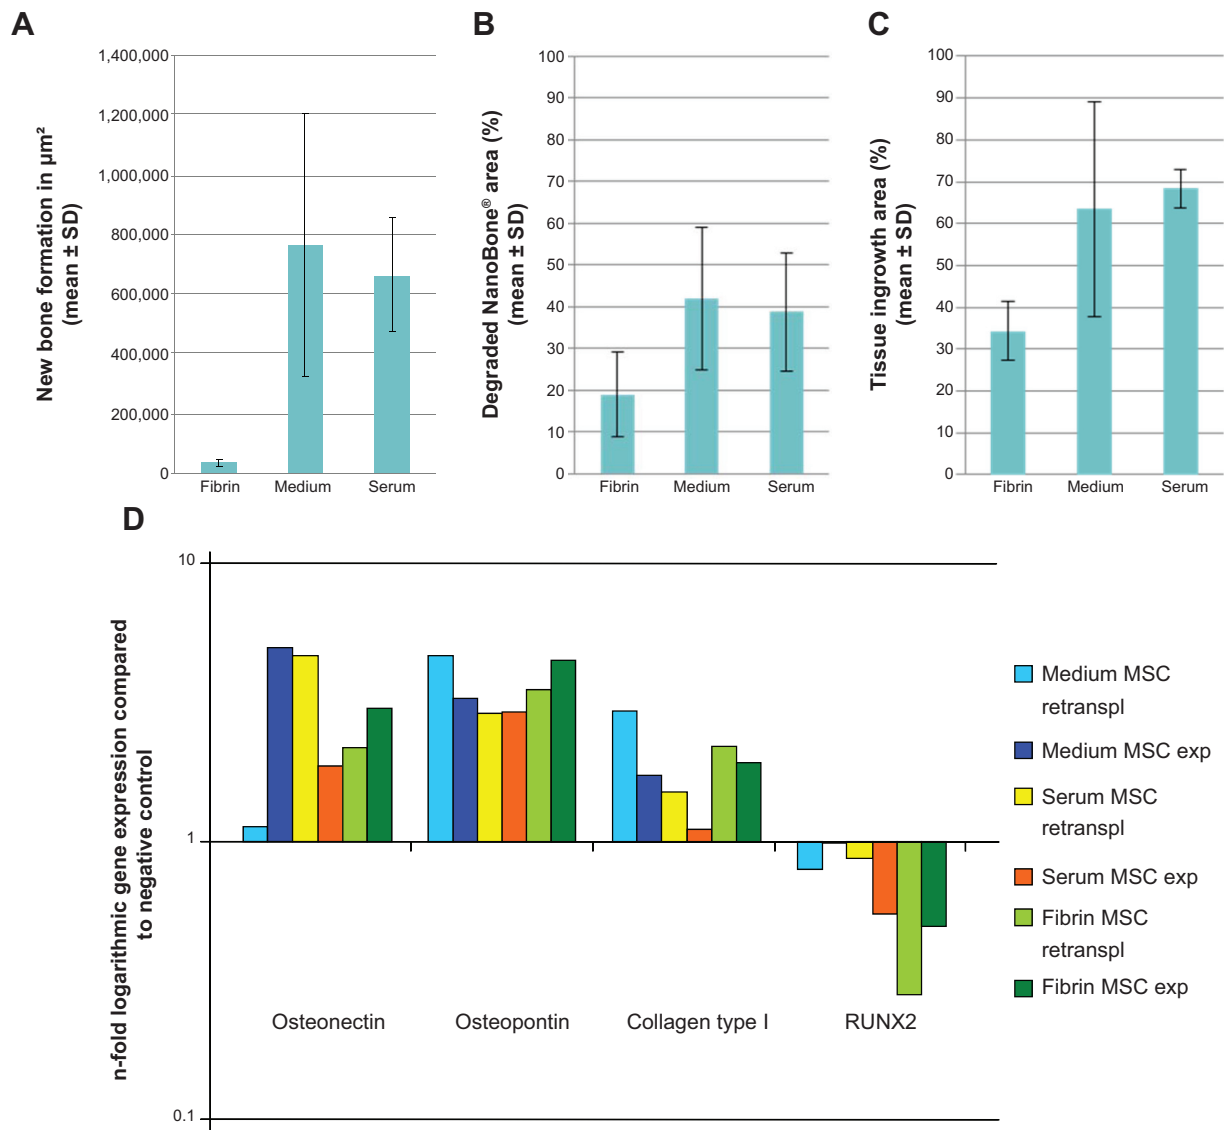 A
New bone formation in µm²
(mean ± SD)
1,400,000
1,200,000
1,000,000
800,000
600,000
400,000
200,000
0
Fibrin Medium Serum
B
Degraded NanoBone® area (%)
(mean ± SD)
100
90
80
70
60
50
40
30
20
10
0
Fibrin Medium Serum
C
Tissue ingrowth area (%)
(mean ± SD)
100
90
80
70
60
50
40
30
20
10
0
Fibrin Medium Serum
D
n-fold logarithmic gene expression compared
to negative control
10
1
0.1
Osteonectin Osteopontin Collagen type I RUNX2
Medium MSC
retranspl
Medium MSC exp
Serum MSC
retranspl
Serum MSC exp
Fibrin MSC
retranspl
Fibrin MSC exp